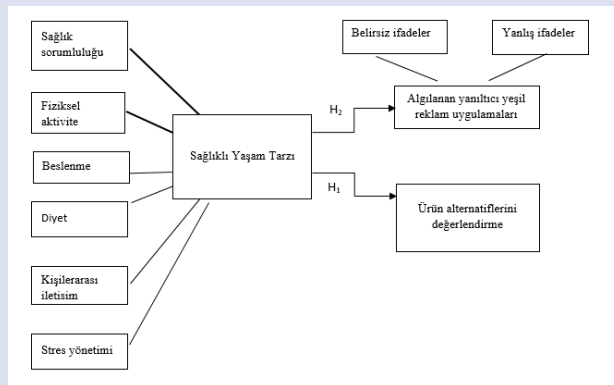 Sağlık
sorumluluğu
Fiziksel
aktivite
Beslenme
Diyet
Kişilerarası
iletisim
Stres yönetimi
Sağlıklı Yaşam Tarzı
H2
H1
Belirsiz ifadeler
Yanlış ifadeler
Algılanan yanıltıcı yeşil
reklam uygulamaları
Ürün alternatiflerini
değerlendirme